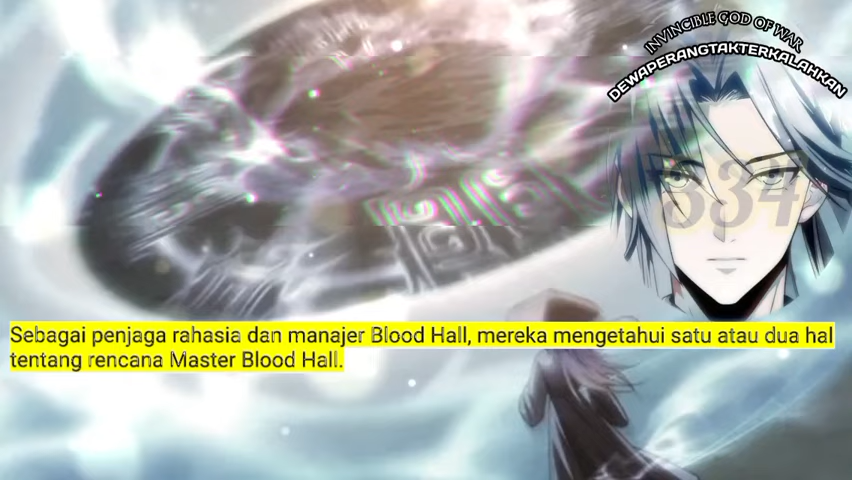 INVINCIBLE GOD OF WAR
DEWAPERANGTAKTERKALAHKAN
334
Sebagai penjaga rahasia dan manajer Blood Hall, mereka mengetahui satu atau dua hal
tentang rencana Master Blood Hall.